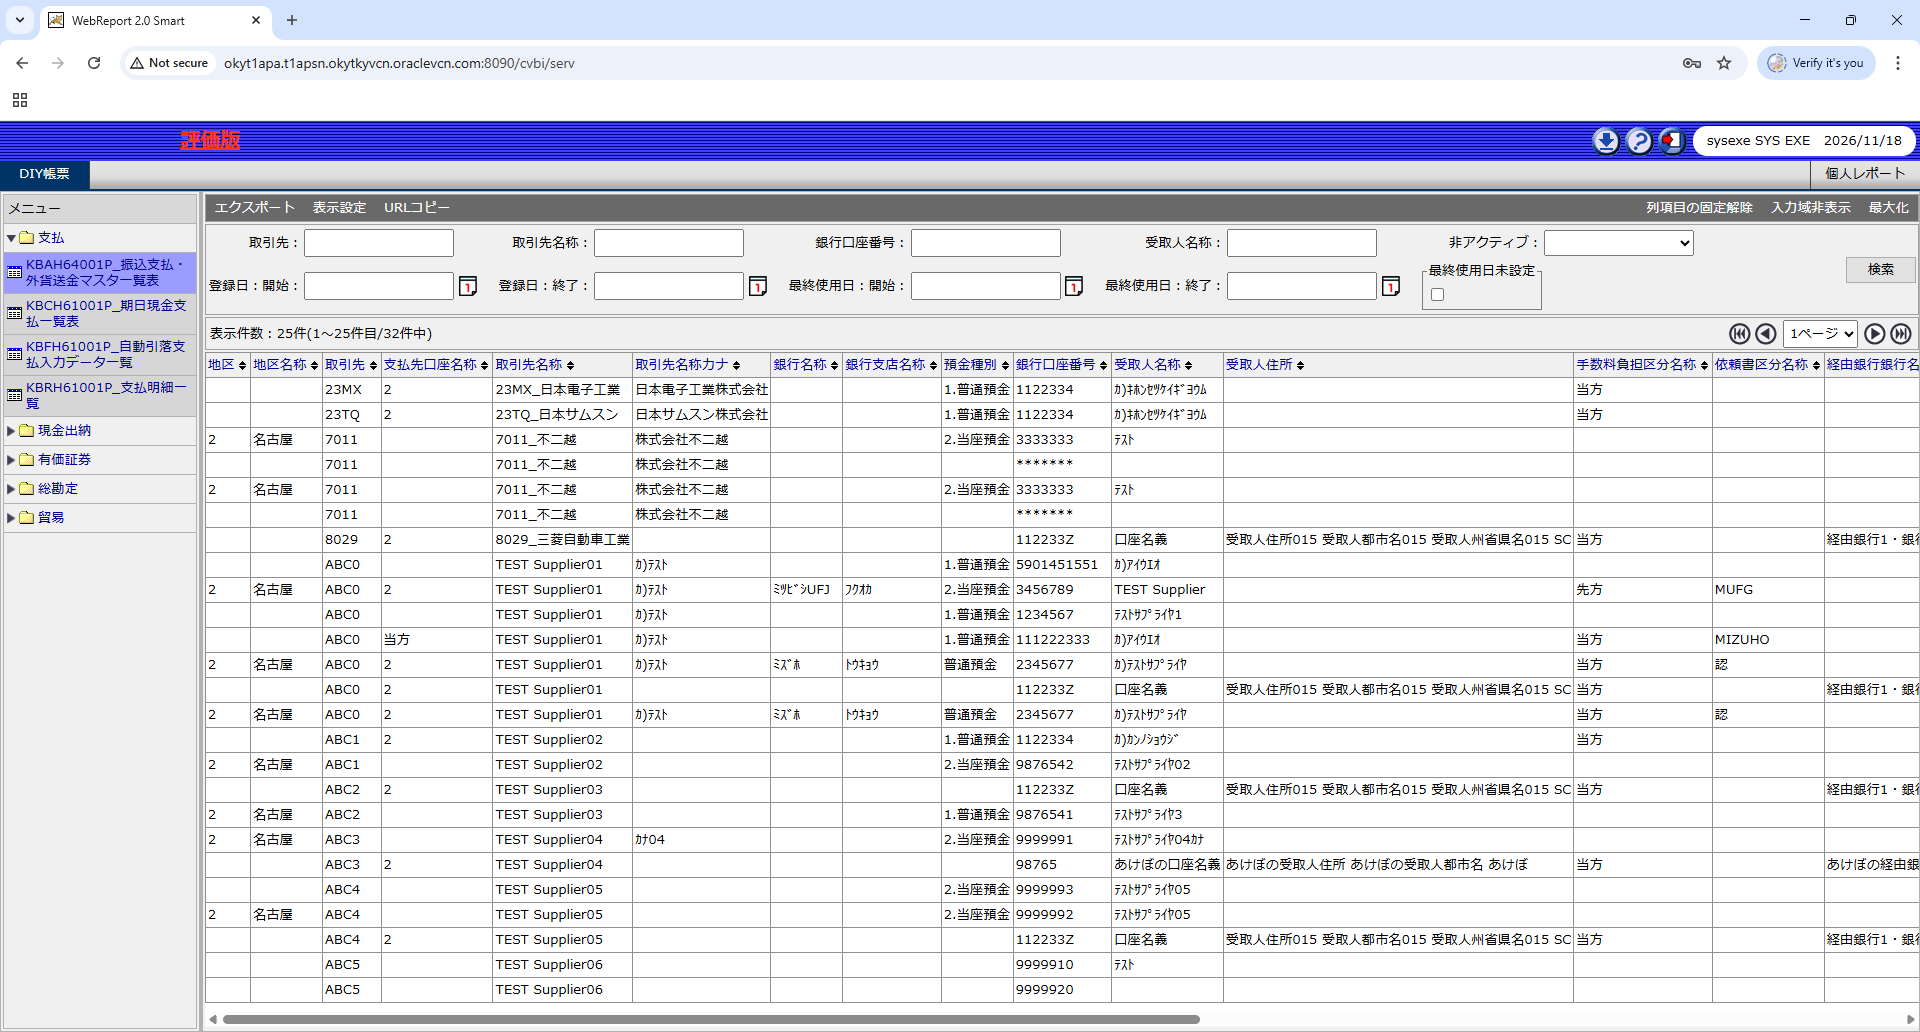 WebReport 2.0 Smart
Not secure
okyt1apa.t1apsn.okytkyvcn.oraclevcn.com:8090/cvbi/serv
Verify it's you
評価版
sysexe SYS EXE 2026/11/18
DIY帳票
個人レポート
メニュー
支払
KBAH64001P_振込支払・
外貨送金マスタ一覧表
KBCH61001P_期日現金支
払一覧表
KBFH61001P_自動引落支
払入力データ一覧
KBRH61001P_支払明細一
覧
現金出納
有価証券
総勘定
貿易
エクスポート 表示設定 URLコピー 列項目の固定解除 入力域非表示 最大化
取引先： 取引先名称： 銀行口座番号： 受取人名称： 非アクティブ：
登録日：開始： 登録日：終了： 最終使用日：開始： 最終使用日：終了： 最終使用日未設定
検索
表示件数：25件(1～25件目/32件中) 1ページ
地区 地区名称 取引先 支払先口座名称 取引先名称 取引先名称カナ 銀行名称 銀行支店名称 預金種別 銀行口座番号 受取人名称 受取人住所 手数料負担区分名称 依頼書区分名称 経由銀行銀行名
23MX 2 23MX_日本電子工業 日本電子工業株式会社 1.普通預金 1122334 ｶ)ｷﾎﾝｾﾂｹｲｷﾞﾖｳﾑ 当方
23TQ 2 23TQ_日本サムスン 日本サムスン株式会社 1.普通預金 1122334 ｶ)ｷﾎﾝｾﾂｹｲｷﾞﾖｳﾑ 当方
2 名古屋 7011 7011_不二越 株式会社不二越 2.当座預金 3333333 ﾃｽﾄ
7011 7011_不二越 株式会社不二越 *******
2 名古屋 7011 7011_不二越 株式会社不二越 2.当座預金 3333333 ﾃｽﾄ
7011 7011_不二越 株式会社不二越 *******
8029 2 8029_三菱自動車工業 112233Z 口座名義 受取人住所015 受取人都市名015 受取人州省県名015 SC 当方 経由銀行1・銀行
ABC0 TEST Supplier01 ｶ)ﾃｽﾄ 1.普通預金 5901451551 ｶ)ｱｲｳｴｵ
2 名古屋 ABC0 2 TEST Supplier01 ｶ)ﾃｽﾄ ﾐﾂﾋﾞｼUFJ ﾌｸｵｶ 2.当座預金 3456789 TEST Supplier 先方 MUFG
ABC0 TEST Supplier01 ｶ)ﾃｽﾄ 1.普通預金 1234567 ﾃｽﾄｻﾌﾟﾗｲﾔ1
ABC0 当方 TEST Supplier01 ｶ)ﾃｽﾄ 1.普通預金 111222333 ｶ)ｱｲｳｴｵ 当方 MIZUHO
2 名古屋 ABC0 2 TEST Supplier01 ｶ)ﾃｽﾄ ﾐｽﾞﾎ ﾄｳｷｮｳ 普通預金 2345677 ｶ)ﾃｽﾄｻﾌﾟﾗｲﾔ 当方 認
ABC0 2 TEST Supplier01 112233Z 口座名義 受取人住所015 受取人都市名015 受取人州省県名015 SC 当方 経由銀行1・銀行
2 名古屋 ABC0 2 TEST Supplier01 ｶ)ﾃｽﾄ ﾐｽﾞﾎ ﾄｳｷｮｳ 普通預金 2345677 ｶ)ﾃｽﾄｻﾌﾟﾗｲﾔ 当方 認
ABC1 2 TEST Supplier02 1.普通預金 1122334 ｶ)ｶﾝﾉｼｮｳｼﾞ 当方
2 名古屋 ABC1 TEST Supplier02 2.当座預金 9876542 ﾃｽﾄｻﾌﾟﾗｲﾔ02
ABC2 2 TEST Supplier03 112233Z 口座名義 受取人住所015 受取人都市名015 受取人州省県名015 SC 当方 経由銀行1・銀行
2 名古屋 ABC2 TEST Supplier03 1.普通預金 9876541 ﾃｽﾄｻﾌﾟﾗｲﾔ3
2 名古屋 ABC3 TEST Supplier04 ｶﾅ04 2.当座預金 9999991 ﾃｽﾄｻﾌﾟﾗｲﾔ04ｶﾅ
ABC3 2 TEST Supplier04 98765 あけぼの口座名義 あけぼの受取人住所 あけぼの受取人都市名 あけぼ 当方 あけぼの経由銀
ABC4 TEST Supplier05 2.当座預金 9999993 ﾃｽﾄｻﾌﾟﾗｲﾔ05
2 名古屋 ABC4 TEST Supplier05 2.当座預金 9999992 ﾃｽﾄｻﾌﾟﾗｲﾔ05
ABC4 2 TEST Supplier05 112233Z 口座名義 受取人住所015 受取人都市名015 受取人州省県名015 SC 当方 経由銀行1・銀行
ABC5 TEST Supplier06 9999910 ﾃｽﾄ
ABC5 TEST Supplier06 9999920